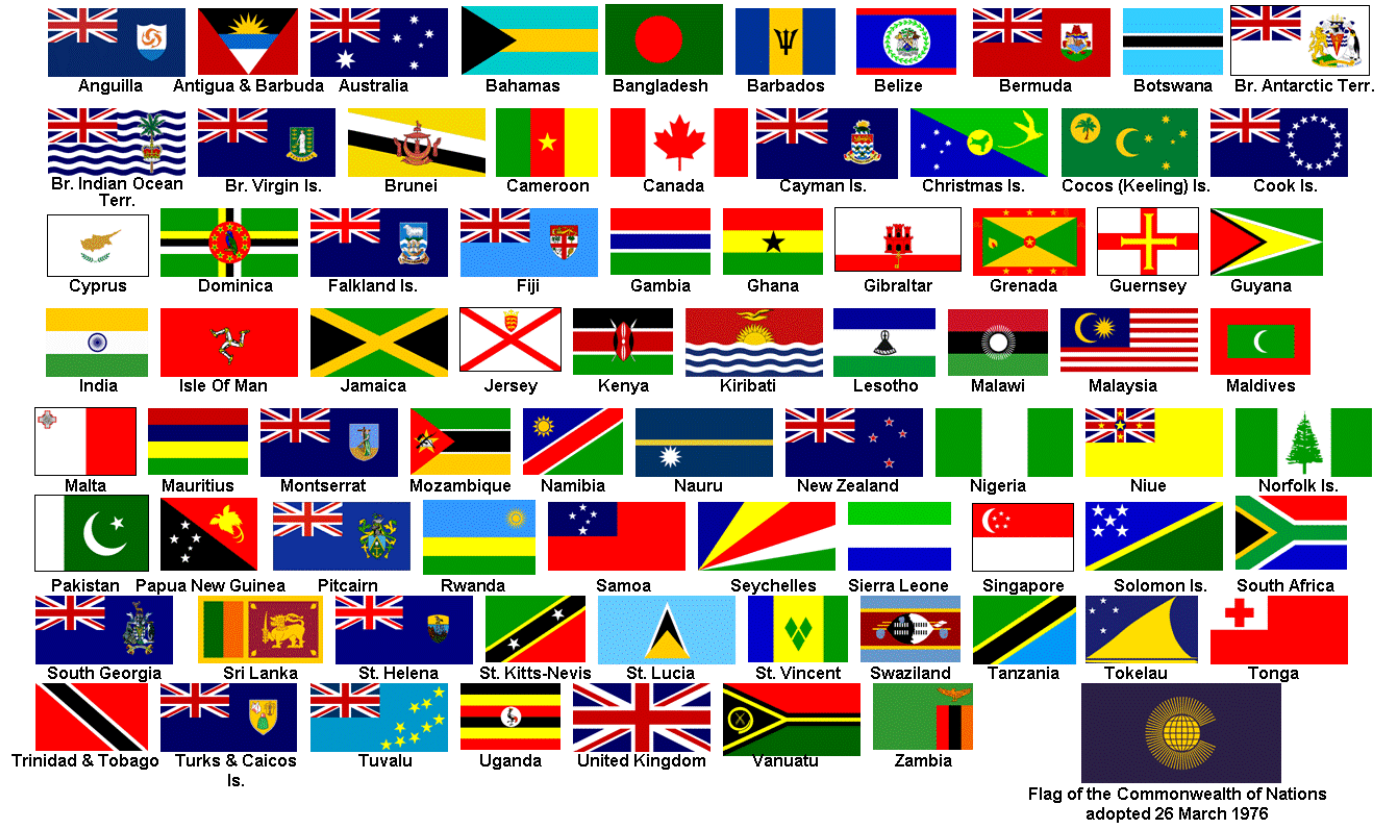 Anguilla Antigua & Barbuda Australia Bahamas Bangladesh Barbados Belize Bermuda Botswana Br. Antarctic Terr.
Br. Indian Ocean Terr. Br. Virgin Is. Brunei Cameroon Canada Cayman Is. Christmas Is. Cocos (Keeling) Is. Cook Is.
Cyprus Dominica Falkland Is. Fiji Gambia Ghana Gibraltar Grenada Guernsey Guyana
India Isle Of Man Jamaica Jersey Kenya Kiribati Lesotho Malawi Malaysia Maldives
Malta Mauritius Montserrat Mozambique Namibia Nauru New Zealand Nigeria Niue Norfolk Is.
Pakistan Papua New Guinea Pitcairn Rwanda Samoa Seychelles Sierra Leone Singapore Solomon Is. South Africa
South Georgia Sri Lanka St. Helena St. Kitts-Nevis St. Lucia St. Vincent Swaziland Tanzania Tokelau Tonga
Trinidad & Tobago Turks & Caicos Is. Tuvalu Uganda United Kingdom Vanuatu Zambia
Flag of the Commonwealth of Nations
adopted 26 March 1976